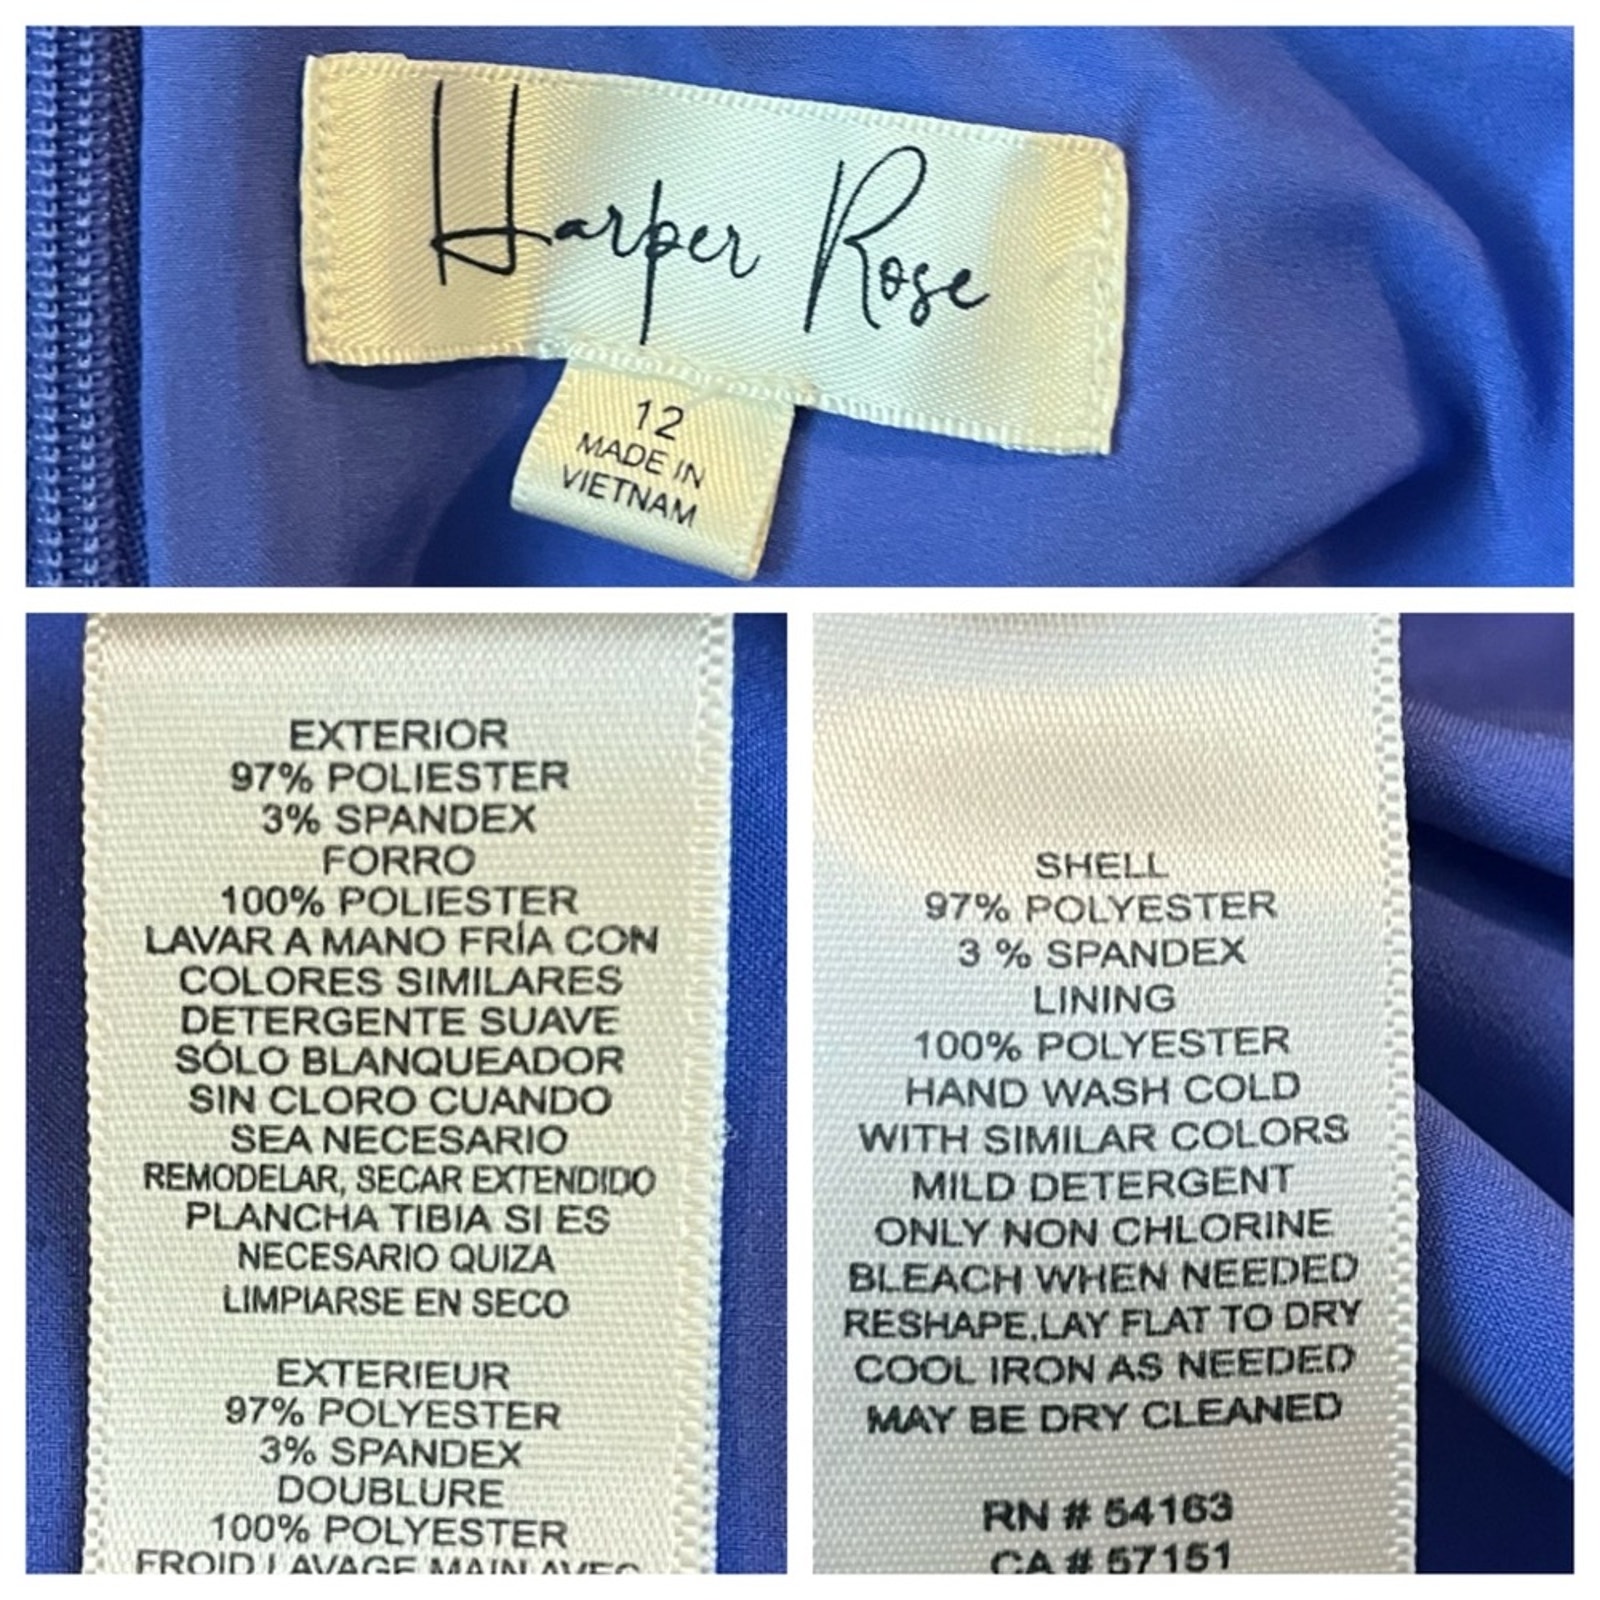 Harper Rose
12
MADE IN
VIETNAM
EXTERIOR
97% POLIESTER
3% SPANDEX
FORRO
100% POLIESTER
LAVAR A MANO FRÍA CON
COLORES SIMILARES
DETERGENTE SUAVE
SÓLO BLANQUEADOR
SIN CLORO CUANDO
SEA NECESARIO
REMODELAR, SECAR EXTENDIDO
PLANCHA TIBIA SI ES
NECESARIO QUIZA
LIMPIARSE EN SECO
EXTERIEUR
97% POLYESTER
3% SPANDEX
DOUBLURE
100% POLYESTER
FROID LAVAGE MAIN AVEC
SHELL
97% POLYESTER
3 % SPANDEX
LINING
100% POLYESTER
HAND WASH COLD
WITH SIMILAR COLORS
MILD DETERGENT
ONLY NON CHLORINE
BLEACH WHEN NEEDED
RESHAPE,LAY FLAT TO DRY
COOL IRON AS NEEDED
MAY BE DRY CLEANED
RN # 54163
CA # 57151